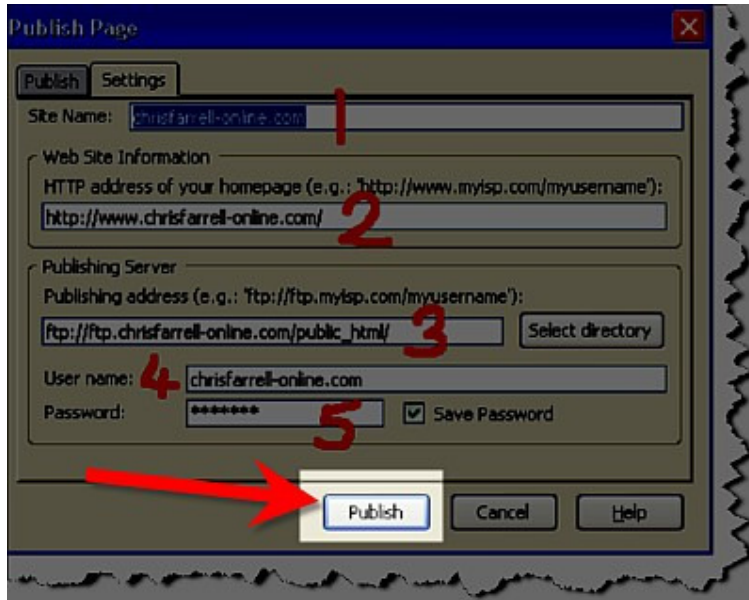 Publish Page
Publish Settings
Site Name: chrisfarrell-online.com 1
Web Site Information
HTTP address of your homepage (e.g.: 'http://www.myisp.com/myusername'):
http://www.chrisfarrell-online.com/ 2
Publishing Server
Publishing address (e.g.: 'ftp://ftp.myisp.com/myusername'):
ftp://ftp.chrisfarrell-online.com/public_html/ 3 Select directory
User name: 4 chrisfarrell-online.com
Password: ******* 5 Save Password
Publish Cancel Help